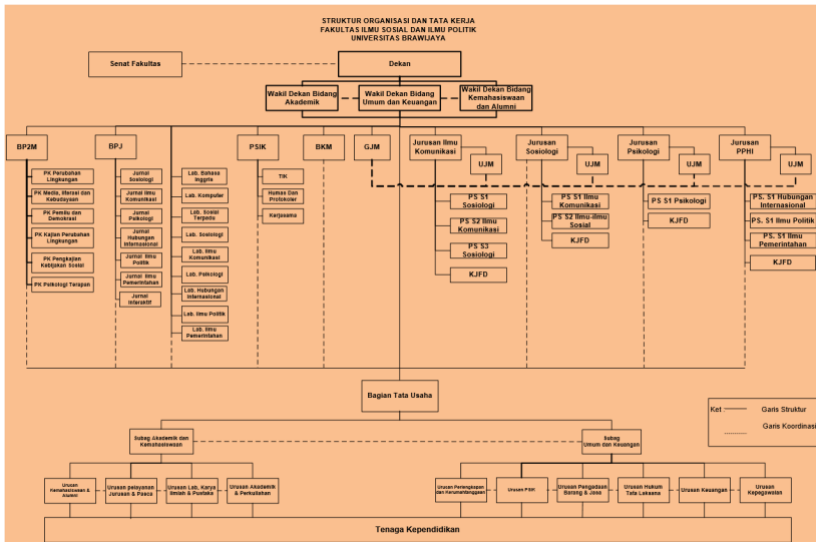 STRUKTUR ORGANISASI DAN TATA KERJA
FAKULTAS ILMU SOSIAL DAN ILMU POLITIK
UNIVERSITAS BRAWIJAYA
Senat Fakultas
Dekan
Wakil Dekan Bidang
Akademik
Wakil Dekan Bidang
Umum dan Keuangan
Wakil Dekan Bidang
Kemahasiswaan
dan Alumni
BP2M
BPJ
PSIK
BKM
GJM
Jurusan Ilmu
Komunikasi
UJM
Jurusan
Sosiologi
UJM
Jurusan
Psikologi
UJM
Jurusan
PPHI
UJM
PK Perubahan
Lingkungan
PK Media, literasi dan
Kebudayaan
PK Pemilu dan
Demokrasi
PK Kajian Perubahan
Lingkungan
PK Pengkajian
Kebijakan Sosial
PK Psikologi Terapan
Jurnal
Sosiologi
Jurnal Ilmu
Komunikasi
Jurnal
Psikologi
Jurnal
Hubungan
Internasional
Jurnal Ilmu
Politik
Jurnal Ilmu
Pemerintahan
Jurnal
Interaktif
Lab. Bahasa
Inggris
Lab. Komputer
Lab. Sosial
Terpadu
Lab. Sosiologi
Lab. Ilmu
Komunikasi
Lab. Psikologi
Lab. Hubungan
Internasional
Lab. Ilmu Politik
Lab. Ilmu
Pemerintahan
TIK
Humas Dan
Protokoler
Kerjasama
PS S1
Sosiologi
PS S2 Ilmu
Komunikasi
PS S3
Sosiologi
KJFD
PS S1 Ilmu
Komunikasi
PS S2 Ilmu-ilmu
Sosial
KJFD
PS S1 Psikologi
KJFD
PS. S1 Hubungan
Internasional
PS. S1 Ilmu Politik
PS. S1 Ilmu
Pemerintahan
KJFD
Bagian Tata Usaha
Ket :
Garis Struktur
Garis Koordinasi
Subag Akademik dan
Kemahasiswaan
Subag
Umum dan Keuangan
Urusan
Kemahasiswaan &
Alumni
Urusan pelayanan
Jurusan & Pasca
Urusan Lab, Karya
Ilmiah & Pustaka
Urusan Akademik
& Perkuliahan
Urusan Perlengkapan
dan Kerumahtanggaan
Urusan PSIK
Urusan Pengadaan
Barang & Jasa
Urusan Hukum
Tata Laksana
Urusan Keuangan
Urusan
Kepegawaian
Tenaga Kependidikan